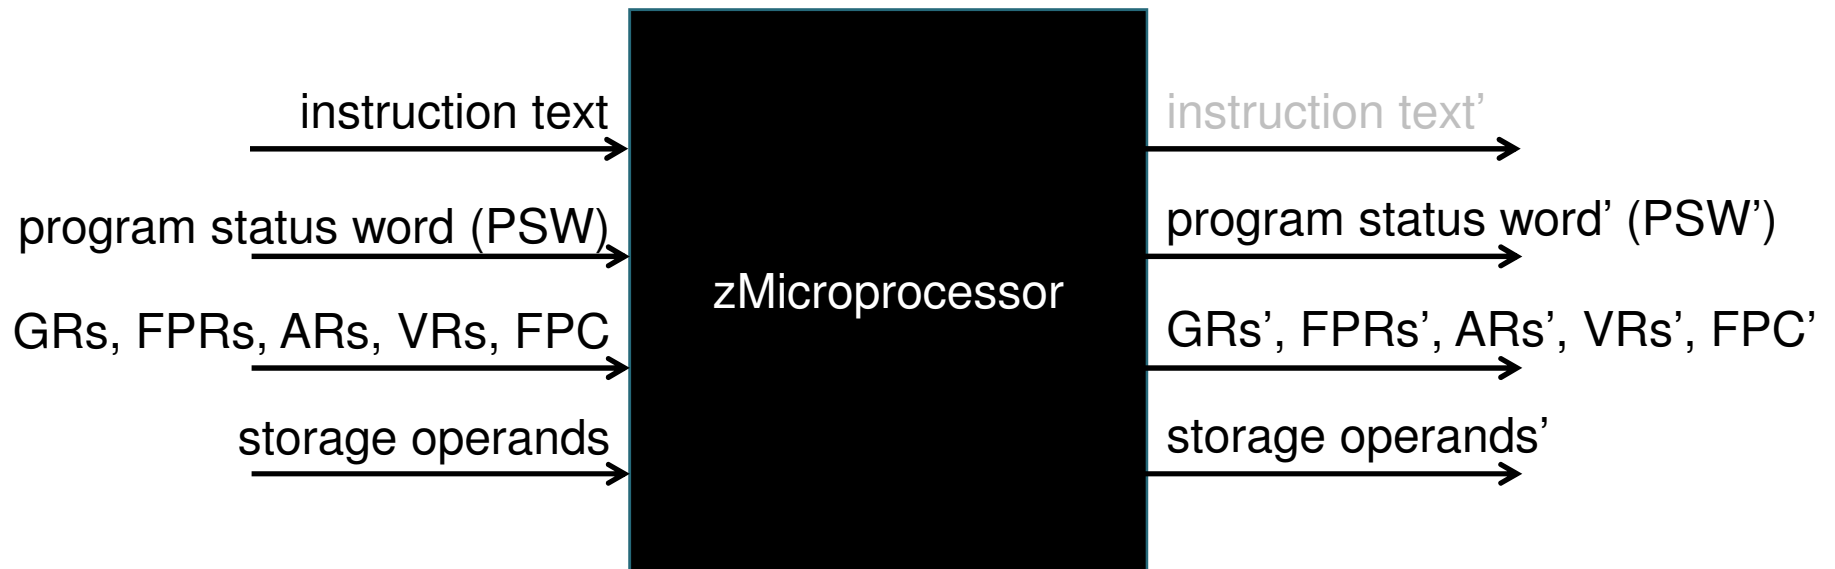 instruction text
program status word (PSW)
GRs, FPRs, ARs, VRs, FPC
storage operands
zMicroprocessor
instruction text’
program status word’ (PSW’)
GRs’, FPRs’, ARs’, VRs’, FPC’
storage operands’